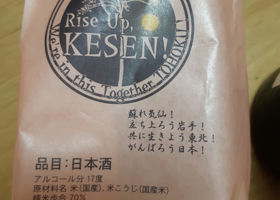 Rise Up,
KESEN!
We're in this Together, TOHOKU!
蘇れ気仙!
立ち上ろう岩手!
共に生きよう東北!
がんばろう日本!
品目:日本酒
アルコール分 17度
原材料名 米(国産)、米こうじ(国産米)
精米歩合 70%